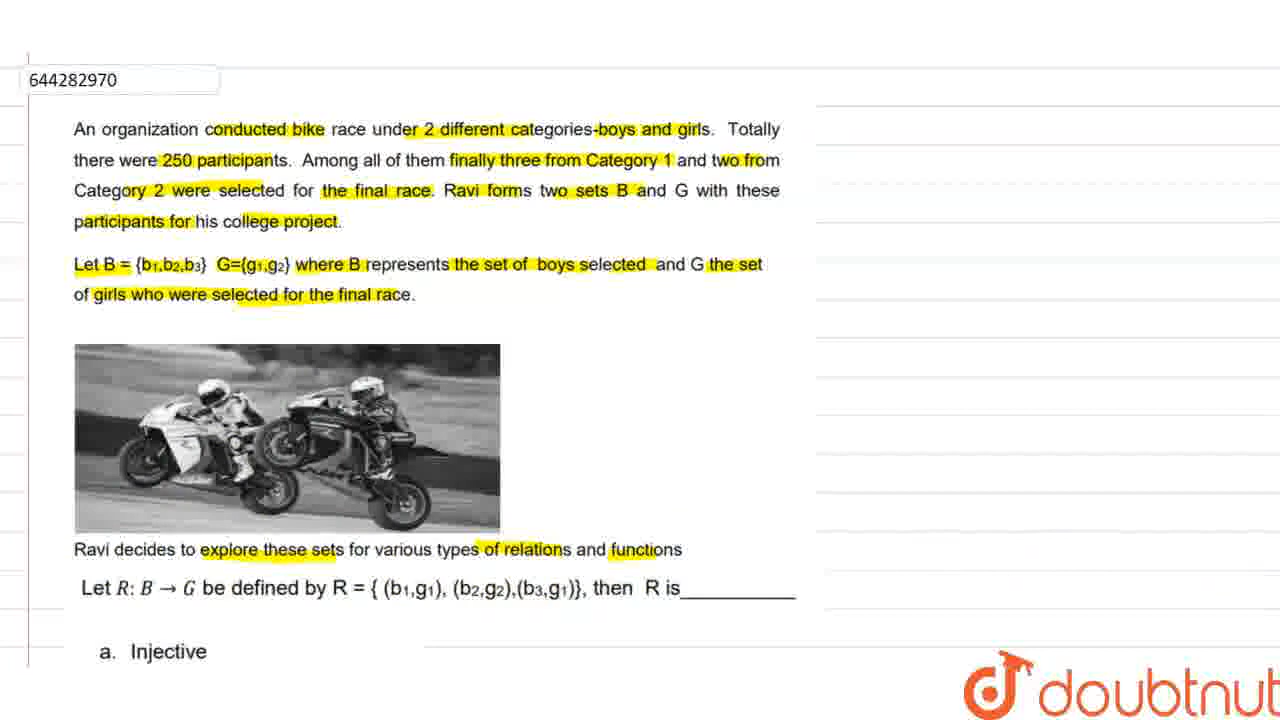 644282970
An organization conducted bike race under 2 different categories-boys and girls. Totally
there were 250 participants. Among all of them finally three from Category 1 and two from
Category 2 were selected for the final race. Ravi forms two sets B and G with these
participants for his college project.
Let B = {b₁,b₂,b₃} G={g₁,g₂} where B represents the set of boys selected and G the set
of girls who were selected for the final race.
Ravi decides to explore these sets for various types of relations and functions
Let R: B → G be defined by R = { (b₁,g₁), (b₂,g₂),(b₃,g₁)}, then R is__________
a. Injective
doubtnut